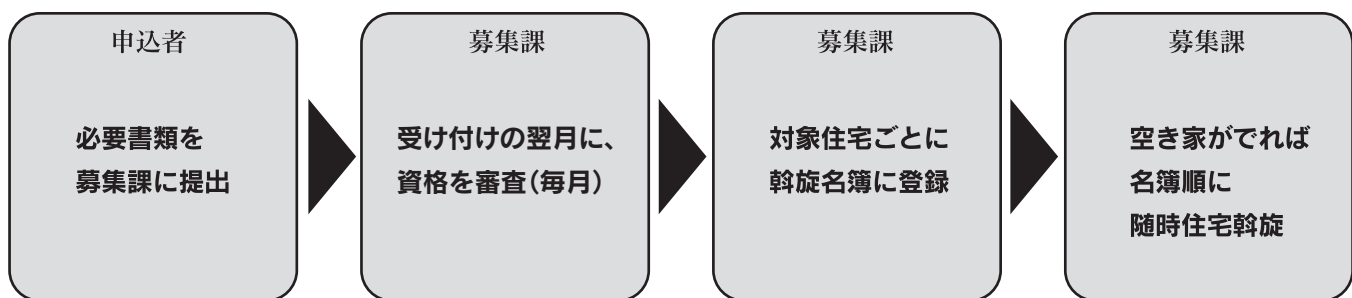 申込者
必要書類を
募集課に提出
募集課
受け付けの翌月に、
資格を審査(毎月)
募集課
対象住宅ごとに
斡旋名簿に登録
募集課
空き家がでれば
名簿順に
随時住宅斡旋